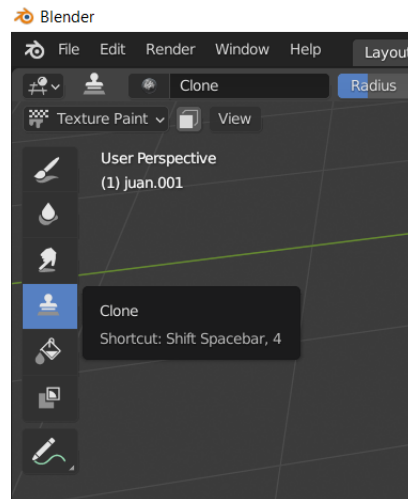 Blender
File Edit Render Window Help Layout
Clone Radius
Texture Paint View
User Perspective
(1) juan.001
Clone
Shortcut: Shift Spacebar, 4